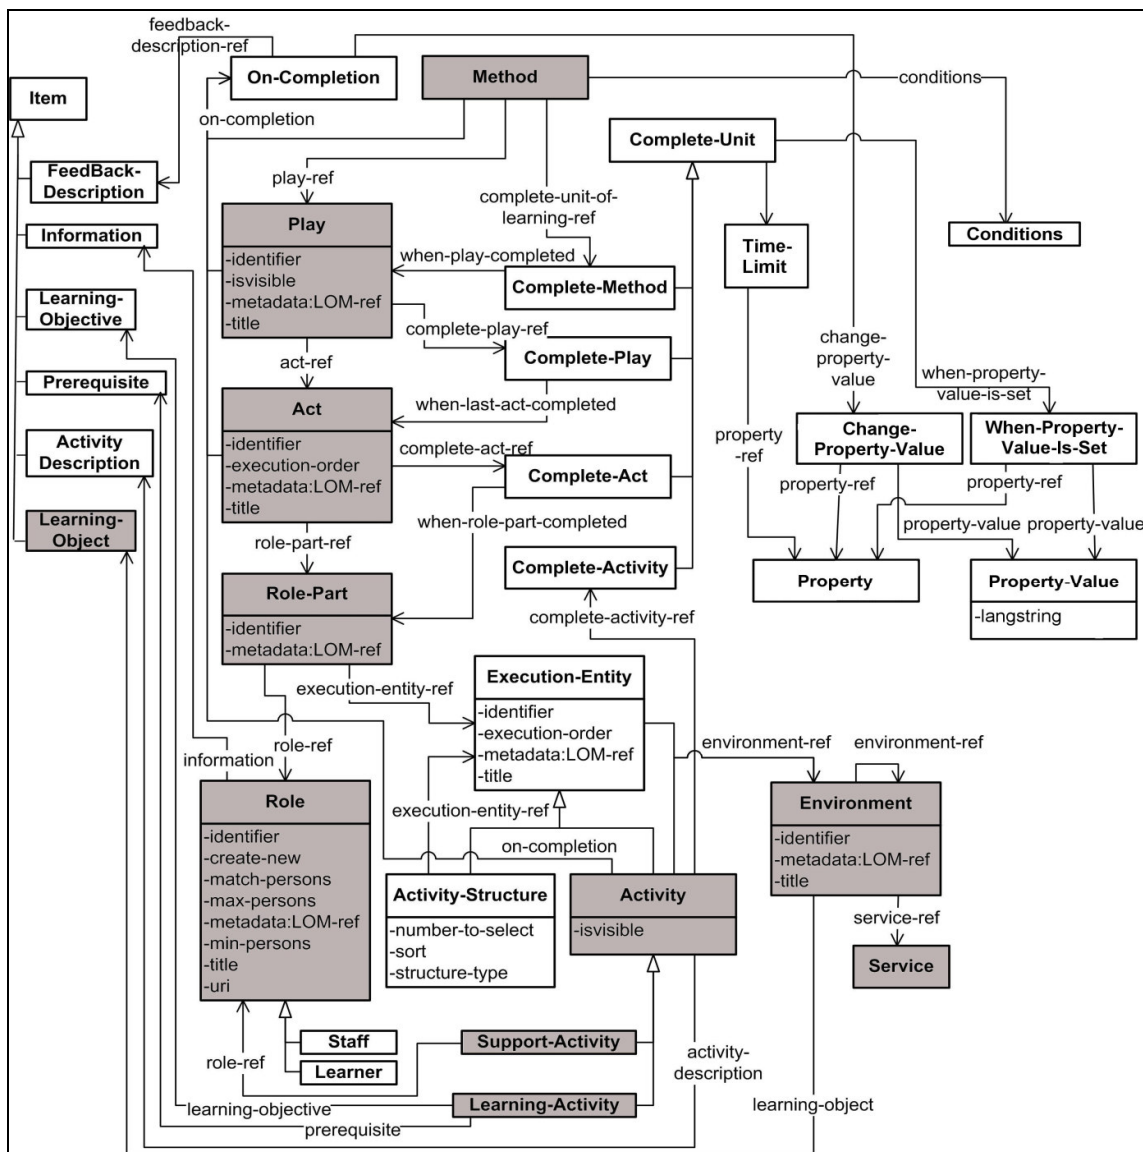 feedback-
description-ref
On-Completion
Method
conditions
Item
on-completion
Complete-Unit
FeedBack-
Description
play-ref
complete-unit-of-
learning-ref
Information
Play
-identifier
-isvisible
-metadata:LOM-ref
-title
when-play-completed
Time-
Limit
Conditions
Complete-Method
Learning-
Objective
complete-play-ref
change-
property-
value
act-ref
Complete-Play
when-property-
value-is-set
Prerequisite
Act
-identifier
-execution-order
-metadata:LOM-ref
-title
when-last-act-completed
property
-ref
Change-
Property-Value
When-Property-
Value-Is-Set
Activity
Description
complete-act-ref
Complete-Act
property-ref
property-ref
Learning-
Object
when-role-part-completed
property-value
property-value
role-part-ref
Complete-Activity
Property
Property-Value
-langstring
Role-Part
-identifier
-metadata:LOM-ref
complete-activity-ref
execution-entity-ref
Execution-Entity
-identifier
-execution-order
-metadata:LOM-ref
-title
role-ref
information
environment-ref
environment-ref
Role
-identifier
-create-new
-match-persons
-max-persons
-metadata:LOM-ref
-min-persons
-title
-uri
execution-entity-ref
Environment
-identifier
-metadata:LOM-ref
-title
on-completion
Activity-Structure
-number-to-select
-sort
-structure-type
Activity
-isvisible
service-ref
Service
Staff
Learner
role-ref
Support-Activity
activity-
description
Learning-Activity
learning-objective
learning-object
prerequisite